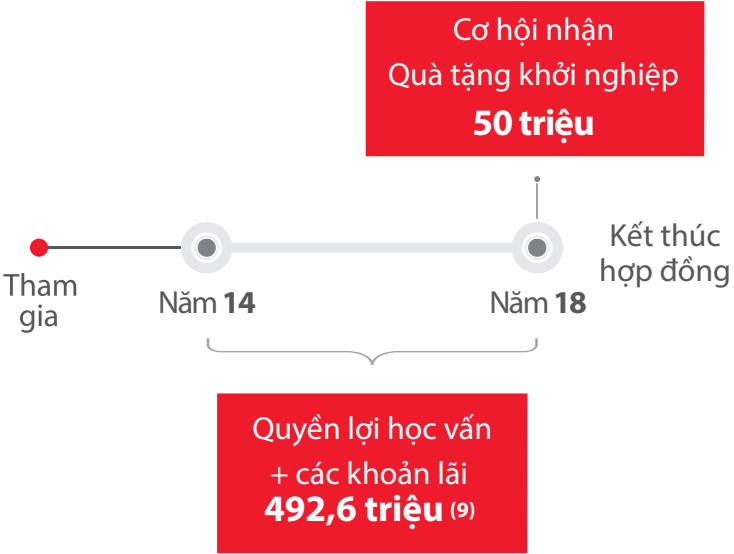 Cơ hội nhận
Quà tặng khởi nghiệp
50 triệu
Tham
gia
Năm 14
Năm 18
Kết thúc
hợp đồng
Quyền lợi học vấn
+ các khoản lãi
492,6 triệu (9)